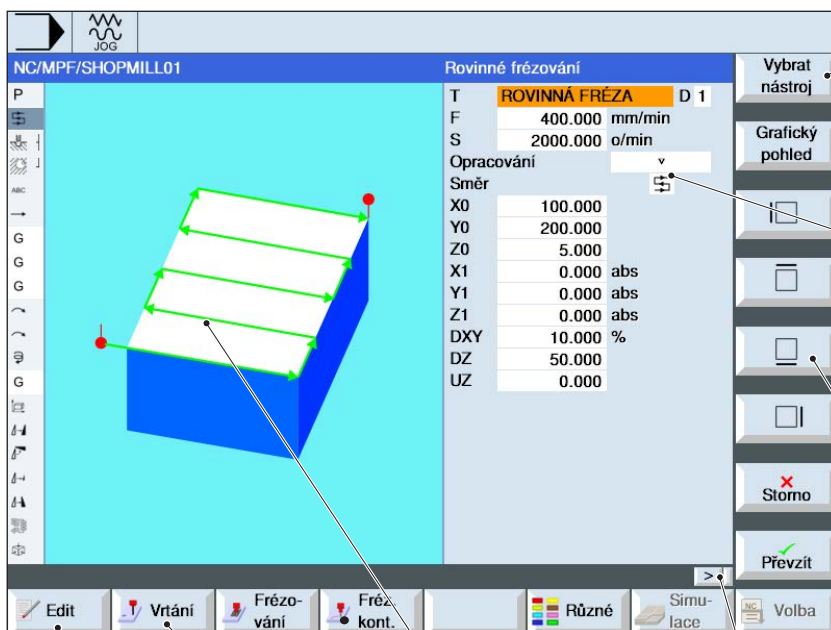 JOG
NC/MPF/SHOPMILL01
Rovinné frézování
P
ABC
G
G
G
G
T ROVINNÁ FRÉZA D 1
F 400.000 mm/min
S 2000.000 o/min
Opracování v
Směr
X0 100.000
Y0 200.000
Z0 5.000
X1 0.000 abs
Y1 0.000 abs
Z1 0.000 abs
DXY 10.000 %
DZ 50.000
UZ 0.000
Vybrat
nástroj
Grafický
pohled
Storno
Převzít
>
Edit
Vrtání
Frézo-
vání
Fréz.
kont.
Různé
Simu-
lace
NC
Volba